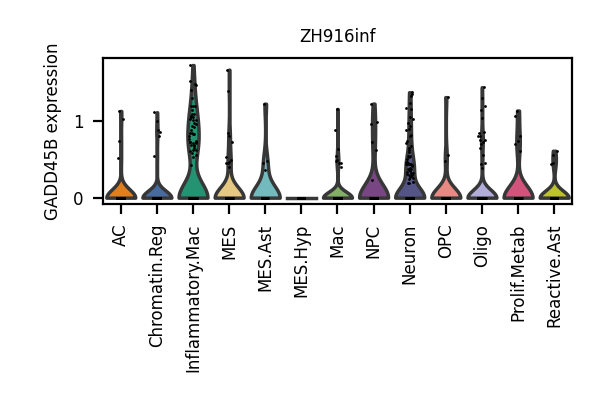 ZH916inf
GADD45B expression
1
0
AC
Chromatin.Reg
Inflammatory.Mac
MES
MES.Ast
MES.Hyp
Mac
NPC
Neuron
OPC
Oligo
Prolif.Metab
Reactive.Ast